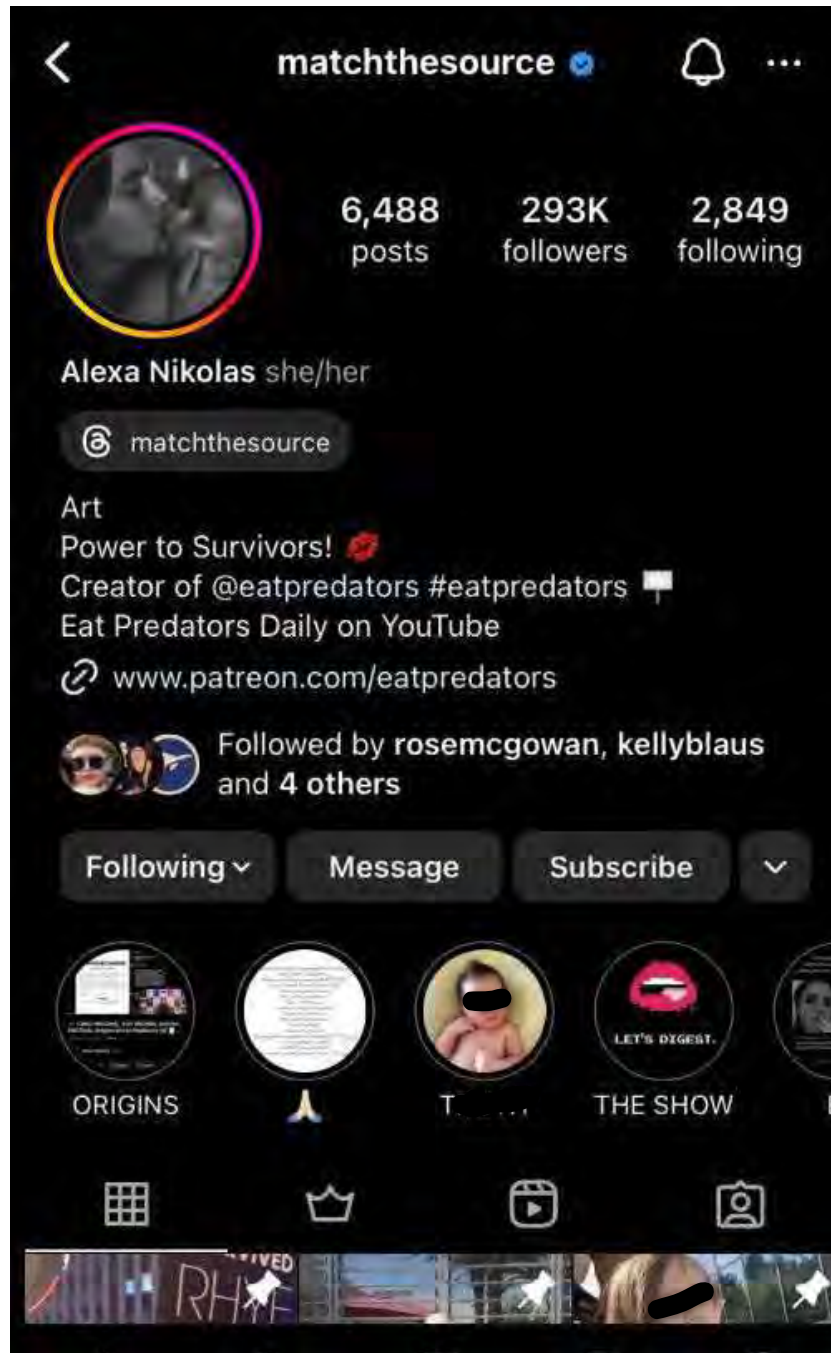 matchthesource
6,488
posts
293K
followers
2,849
following
Alexa Nikolas she/her
matchthesource
Art
Power to Survivors! 💋
Creator of @eatpredators #eatpredators 🪧
Eat Predators Daily on YouTube
www.patreon.com/eatpredators
Followed by rosemcgowan, kellyblaus
and 4 others
Following
Message
Subscribe
LET'S DIGEST.
ORIGINS
🙏🏼
THE SHOW